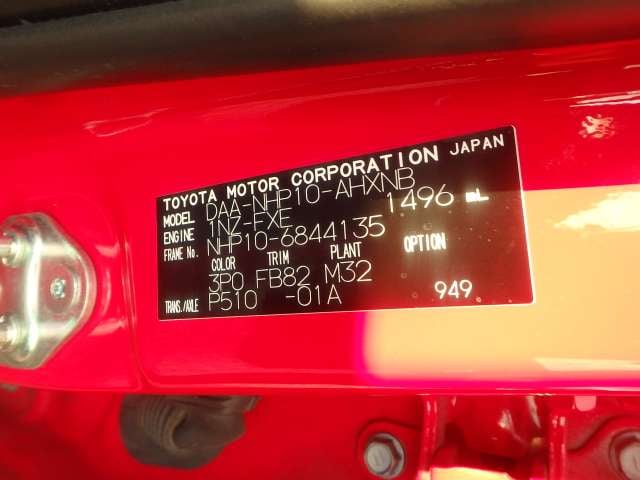 TOYOTA MOTOR CORPORATION JAPAN
MODEL DAA-NHP10-AHXNB
ENGINE 1NZ-FXE 1496 mL
FRAME No. NHP10-6844135
COLOR TRIM PLANT OPTION
3P0 FB82 M32
TRANS./AXLE P510 -01A 949